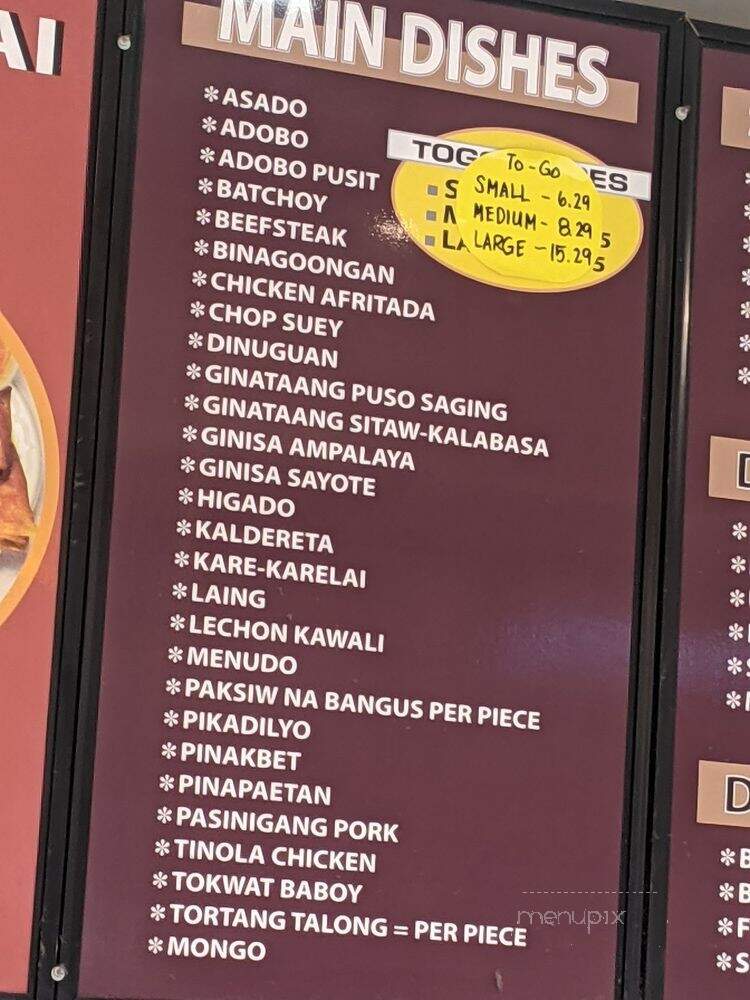 AI
MAIN DISHES
*ASADO
*ADOBO
*ADOBO PUSIT
*BATCHOY
*BEEFSTEAK
*BINAGOONGAN
*CHICKEN AFRITADA
*CHOP SUEY
*DINUGUAN
*GINATAANG PUSO SAGING
*GINATAANG SITAW-KALABASA
*GINISA AMPALAYA
*GINISA SAYOTE
*HIGADO
*KALDERETA
*KARE-KARELAI
*LAING
*LECHON KAWALI
*MENUDO
*PAKSIW NA BANGUS PER PIECE
*PIKADILYO
*PINAKBET
*PINAPAETAN
*PASINIGANG PORK
*TINOLA CHICKEN
*TOKWAT BABOY
*TORTANG TALONG = PER PIECE
*MONGO
TO-GO
SMALL - 6.29
MEDIUM - 8.29
LARGE - 15.29
menupix